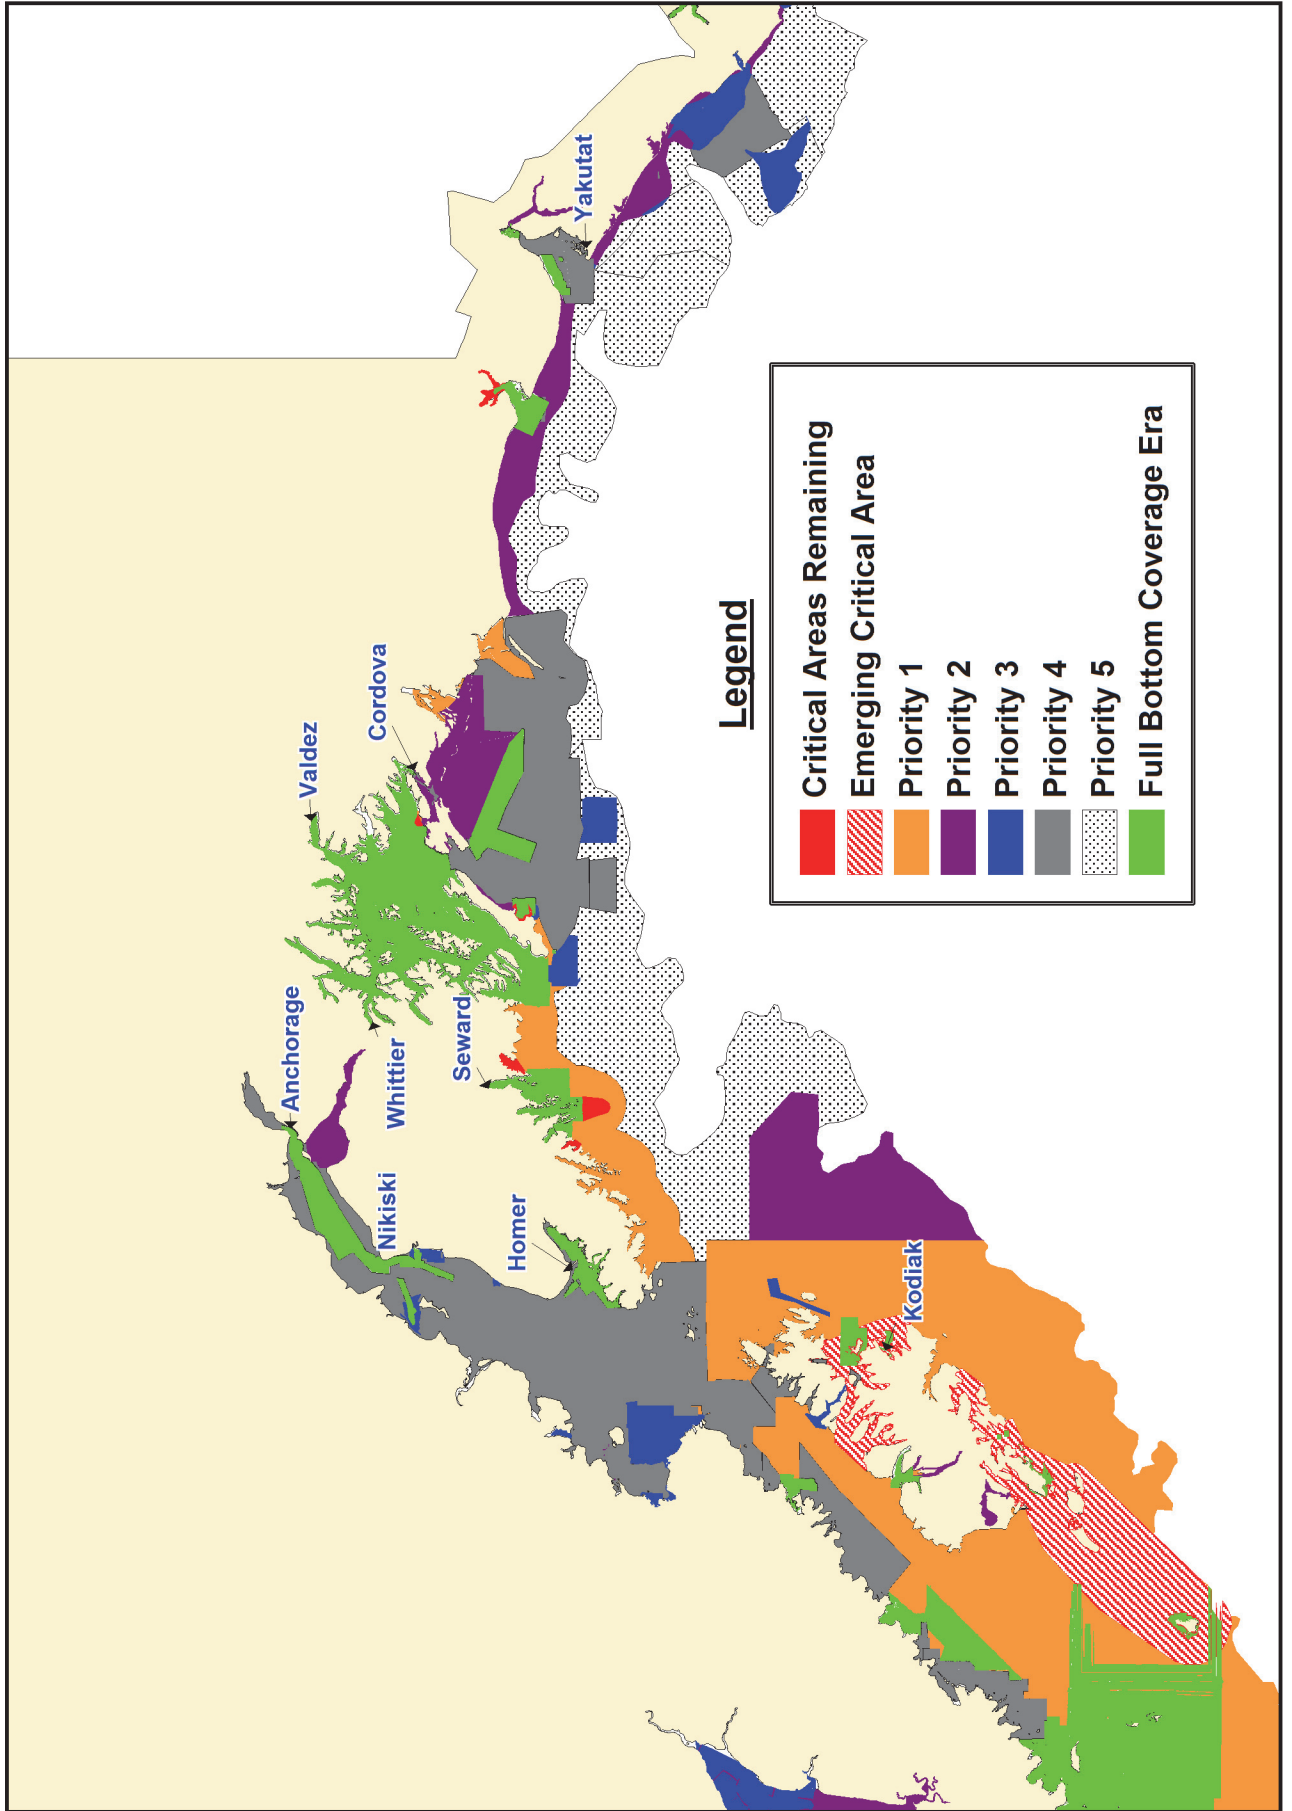 Anchorage
Valdez
Whittier
Cordova
Nikiski
Seward
Homer
Yakutat
Kodiak
Legend
Critical Areas Remaining
Emerging Critical Area
Priority 1
Priority 2
Priority 3
Priority 4
Priority 5
Full Bottom Coverage Era